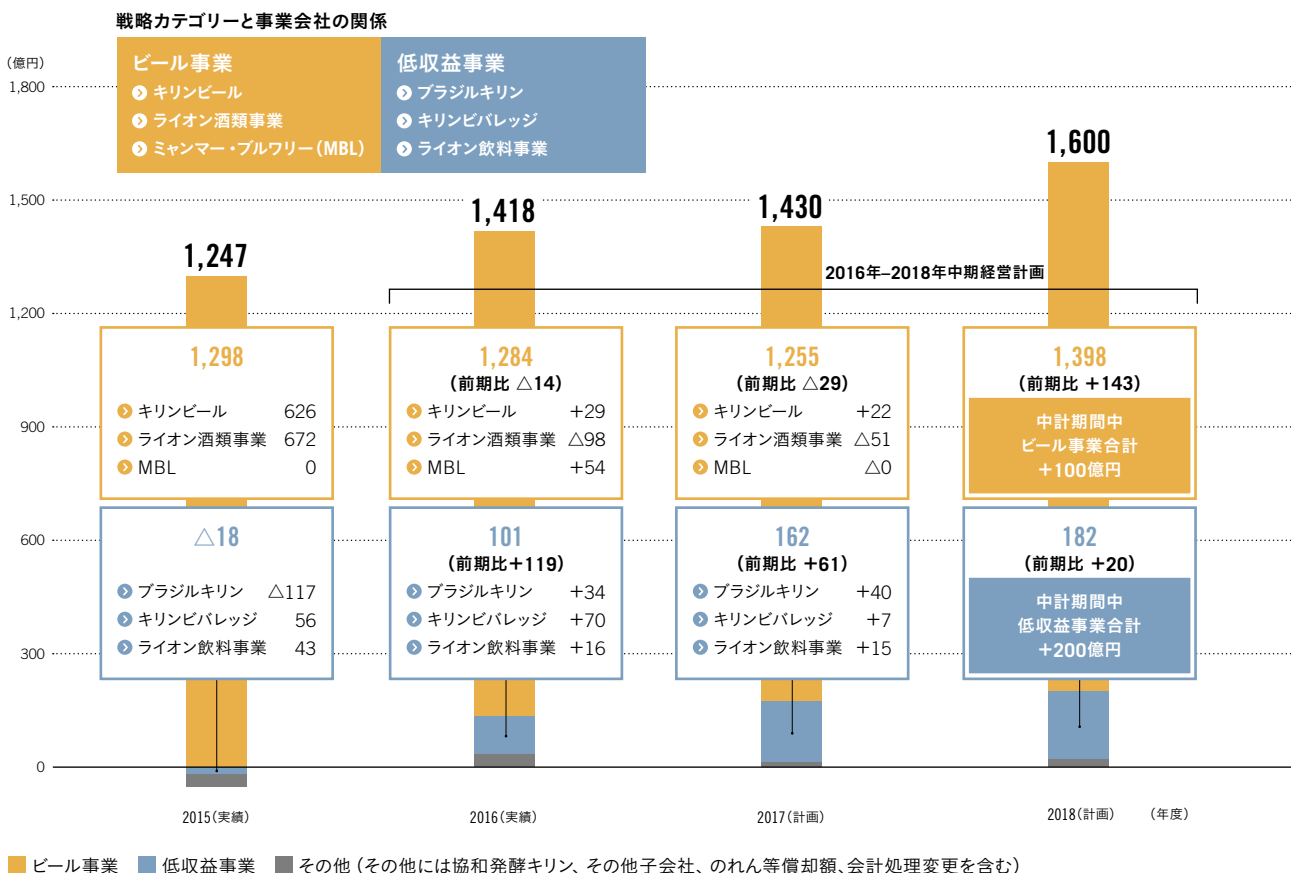 戦略カテゴリーと事業会社の関係
ビール事業
キリンビール
ライオン酒類事業
ミャンマー・ブルワリー(MBL)
低収益事業
ブラジルキリン
キリンビバレッジ
ライオン飲料事業
(億円)
1,800
1,500
1,200
900
600
300
0
2016年–2018年中期経営計画
1,247
1,298
キリンビール 626
ライオン酒類事業 672
MBL 0
△18
ブラジルキリン △117
キリンビバレッジ 56
ライオン飲料事業 43
2015(実績)
1,418
1,284
(前期比 △14)
キリンビール +29
ライオン酒類事業 △98
MBL +54
101
(前期比+119)
ブラジルキリン +34
キリンビバレッジ +70
ライオン飲料事業 +16
2016(実績)
1,430
1,255
(前期比 △29)
キリンビール +22
ライオン酒類事業 △51
MBL △0
162
(前期比 +61)
ブラジルキリン +40
キリンビバレッジ +7
ライオン飲料事業 +15
2017(計画)
1,600
1,398
(前期比 +143)
中計期間中
ビール事業合計
+100億円
182
(前期比 +20)
中計期間中
低収益事業合計
+200億円
2018(計画)
(年度)
ビール事業 低収益事業 その他(その他には協和発酵キリン、その他子会社、のれん等償却額、会計処理変更を含む)